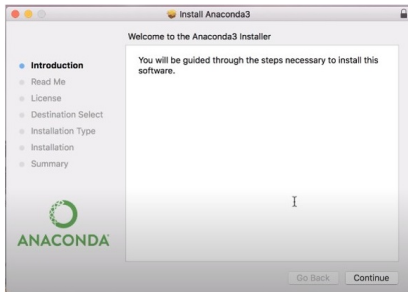 Install Anaconda3
Welcome to the Anaconda3 Installer
Introduction
Read Me
License
Destination Select
Installation Type
Installation
Summary
You will be guided through the steps necessary to install this
software.
ANACONDA
Go Back
Continue